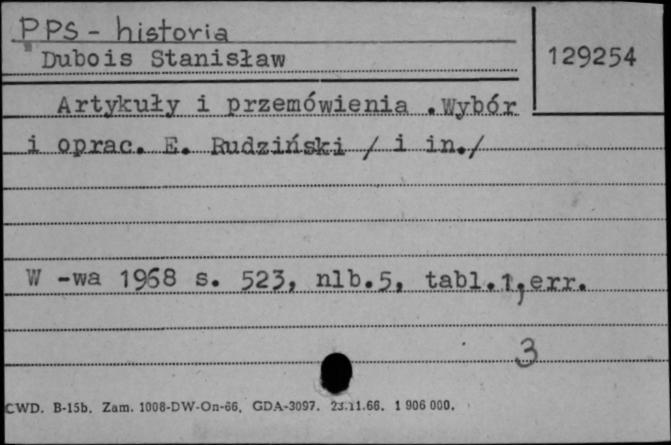 PPS - historia
Dubois Stanisław
129254
Artykuły i przemówienia .Wybór
i oprac. E. Rudziński / i in./
W -wa 1968 s. 523, nlb.5, tabl.1,err.
3
CWD. B-15b. Zam. 1008-DW-On-66. GDA-3097. 23.11.66. 1 906 000.